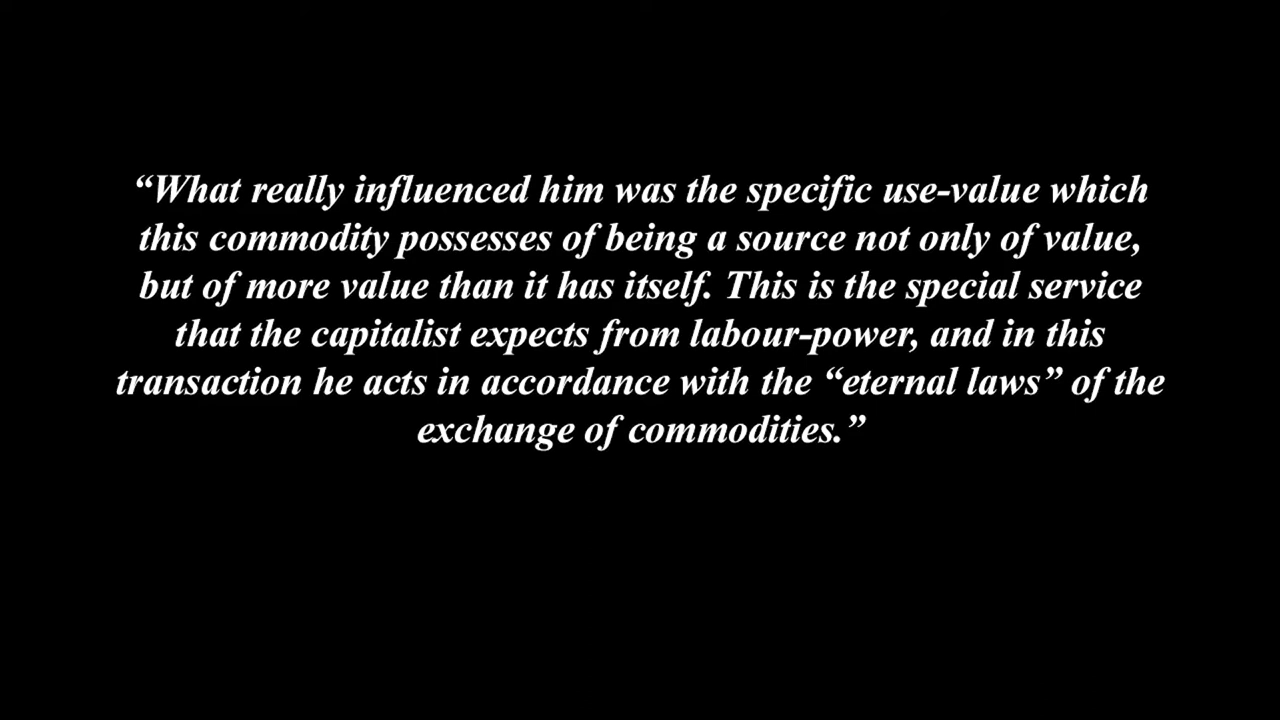 “What really influenced him was the specific use-value which
this commodity possesses of being a source not only of value,
but of more value than it has itself. This is the special service
that the capitalist expects from labour-power, and in this
transaction he acts in accordance with the “eternal laws” of the
exchange of commodities.”